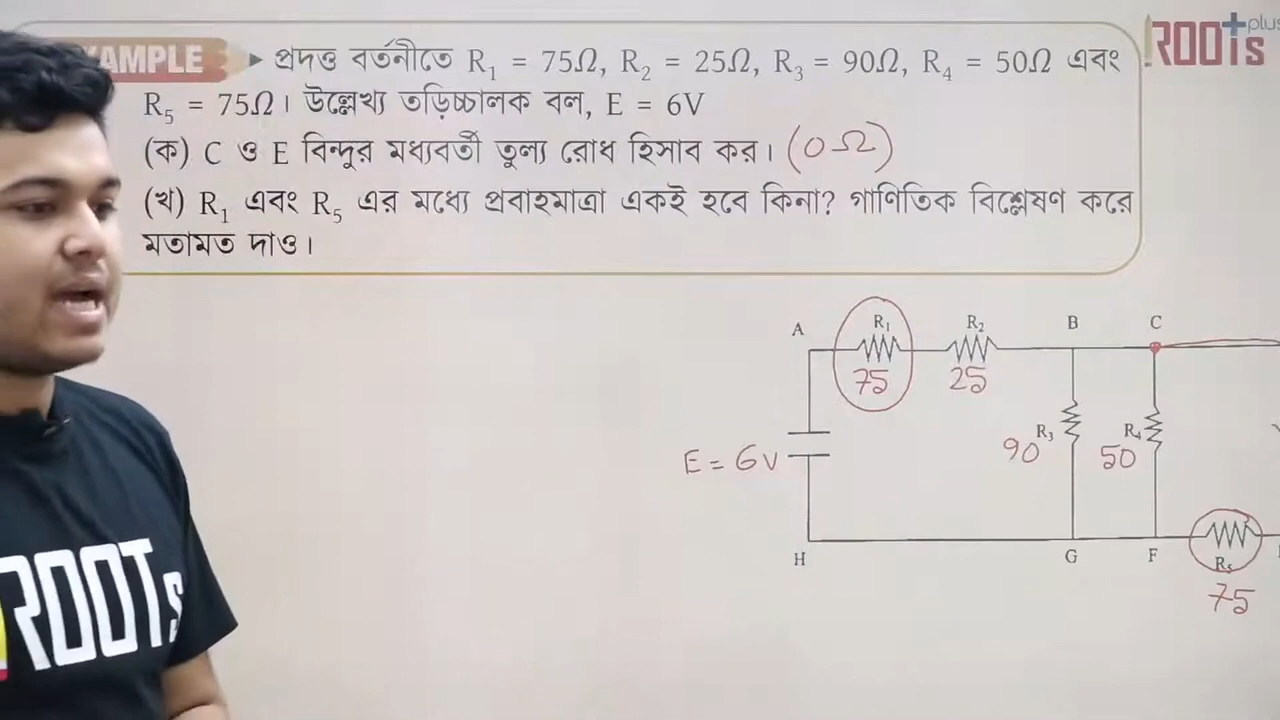 AMPLE প্রদত্ত বর্তনীতে R₁ = 75Ω, R₂ = 25Ω, R₃ = 90Ω, R₄ = 50Ω এবং
R₅ = 75Ω। উল্লেখ্য তড়িচ্চালক বল, E = 6V
(ক) C ও E বিন্দুর মধ্যবর্তী তুল্য রোধ হিসাব কর। (0Ω)
(খ) R₁ এবং R₅ এর মধ্যে প্রবাহমাত্রা একই হবে কিনা? গাণিতিক বিশ্লেষণ করে
মতামত দাও।
ROOTs plus
A R₁ R₂ B C
75 25
R₃ R₄
90 50
E = 6V
H G F R₅
75
ROOTs